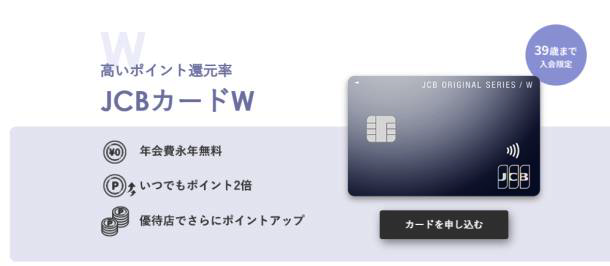 W
高いポイント還元率
JCBカードW
39歳まで
入会限定
JCB ORIGINAL SERIES / W
JCB
¥0
年会費永年無料
P
いつでもポイント2倍
P
P
優待店でさらにポイントアップ
カードを申し込む